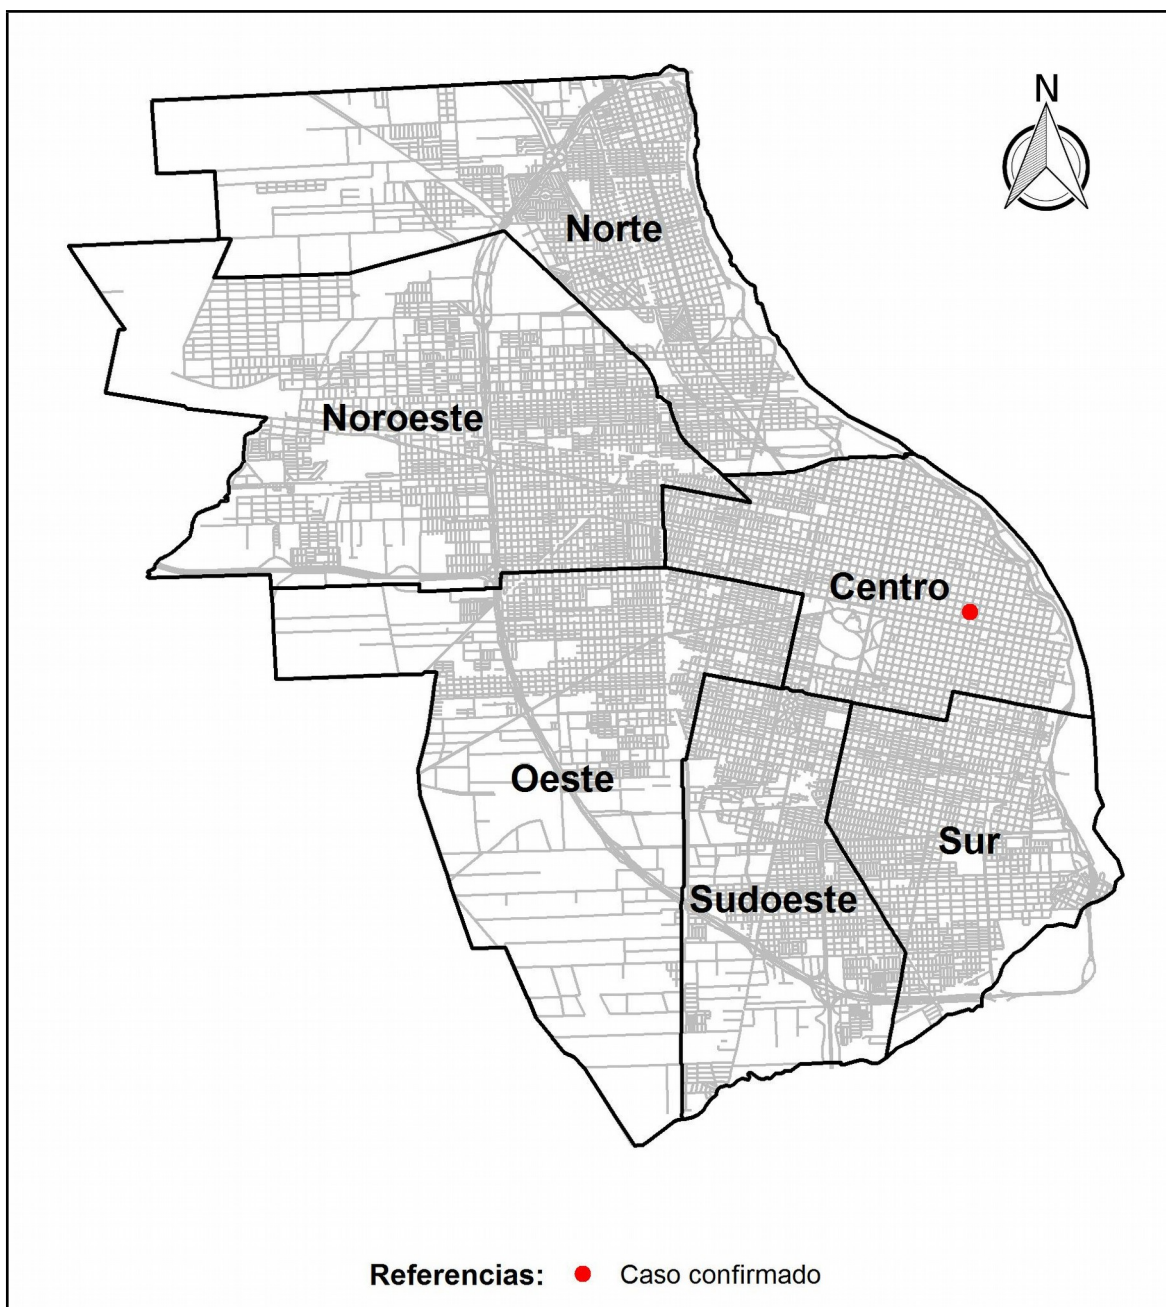 N
Norte
Noroeste
Centro
Oeste
Sur
Sudoeste
Referencias: Caso confirmado